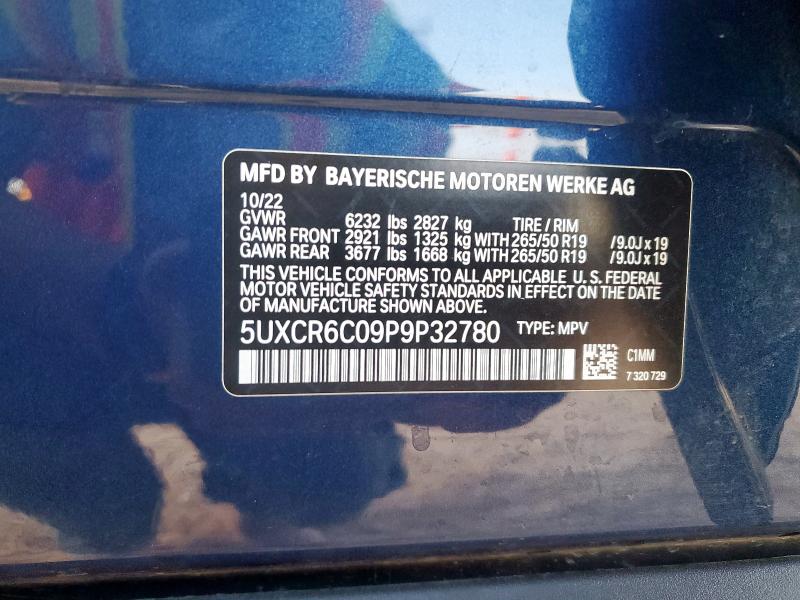 MFD BY BAYERISCHE MOTOREN WERKE AG
10/22
GVWR 6232 lbs 2827 kg TIRE / RIM
GAWR FRONT 2921 lbs 1325 kg WITH 265/50 R19 /9.0J x 19
GAWR REAR 3677 lbs 1668 kg WITH 265/50 R19 /9.0J x 19
THIS VEHICLE CONFORMS TO ALL APPLICABLE U.S. FEDERAL
MOTOR VEHICLE SAFETY STANDARDS IN EFFECT ON THE DATE
OF MANUFACTURE SHOWN ABOVE.
5UXCR6C09P9P32780 TYPE: MPV
C1MM
7 320 729